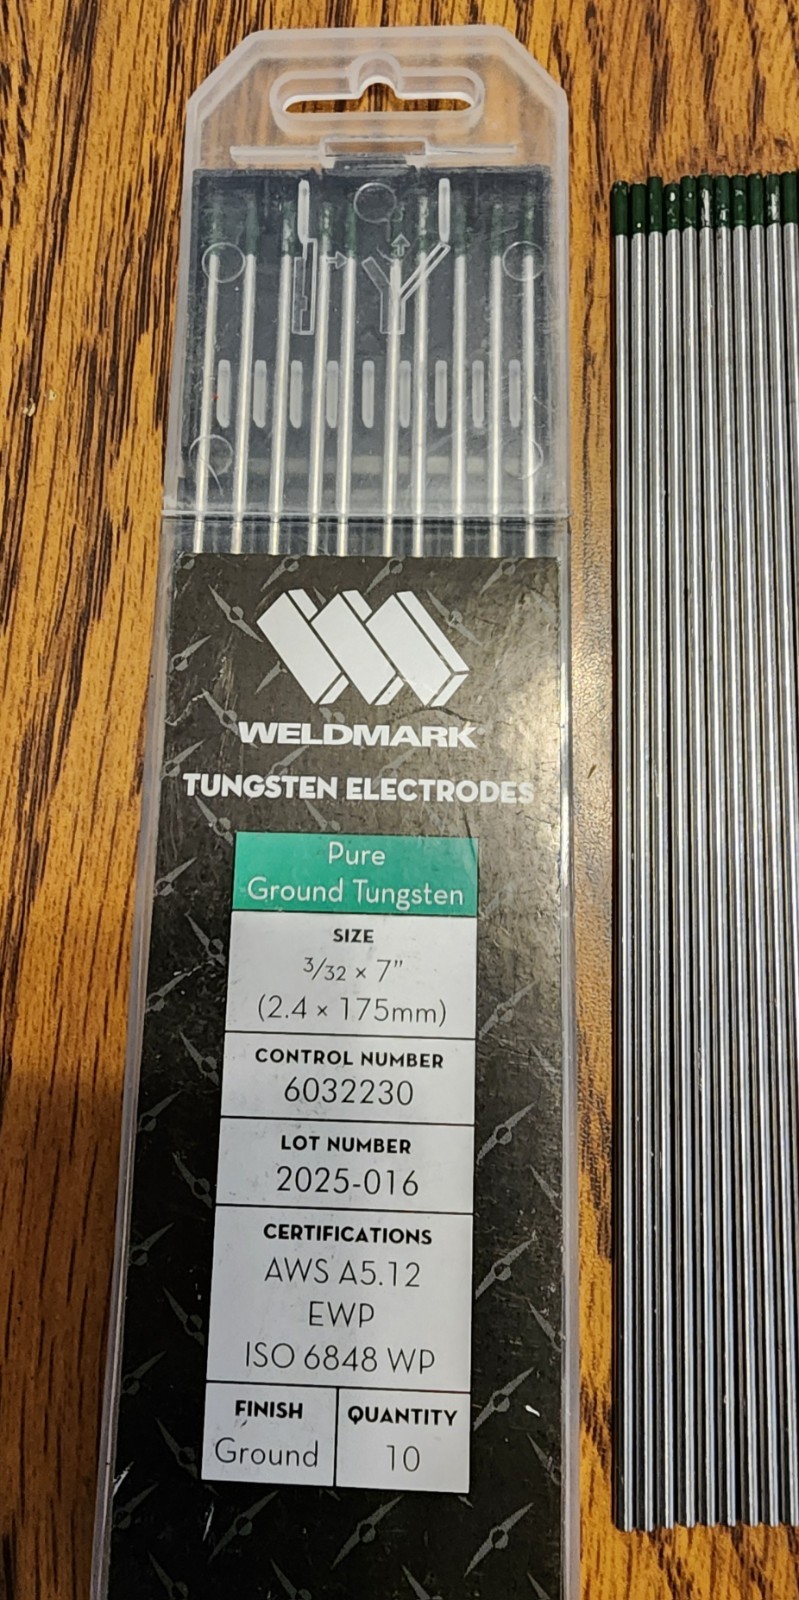 WELDMARK
TUNGSTEN ELECTRODES
Pure
Ground Tungsten
SIZE
3/32 × 7”
(2.4 × 175mm)
CONTROL NUMBER
6032230
LOT NUMBER
2025-016
CERTIFICATIONS
AWS A5.12
EWP
ISO 6848 WP
FINISH QUANTITY
Ground 10